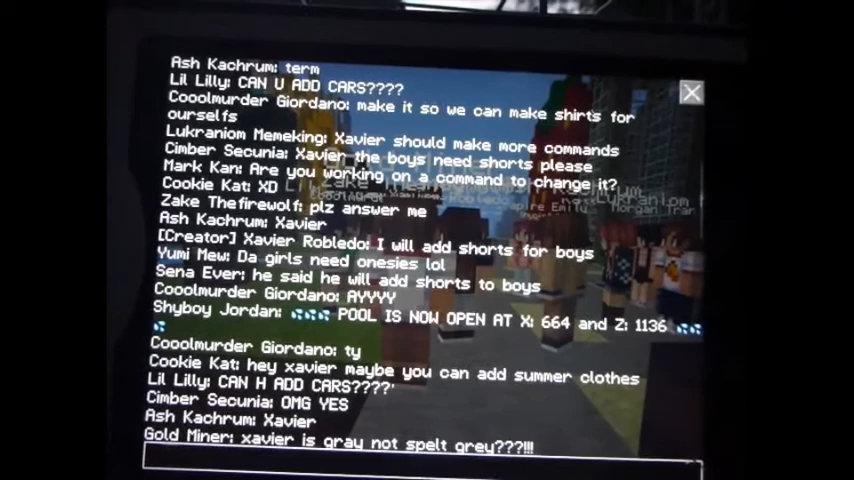 Ash Kachrum: term
Lil Lilly: CAN U ADD CARS????
Cooolmurder Giordano: make it so we can make shirts for
ourselfs
Lukraniom Memeking: Xavier should make more commands
Cimber Secunia: Xavier the boys need shorts please
Mark Kan: Are you working on a command to change it?
Cookie Kat: XD
Zake Thefirewolf: plz answer me
Ash Kachrum: Xavier
[Creator] Xavier Robledo: I will add shorts for boys
Yumi Mew: Da girls need onesies lol
Sena Ever: he said he will add shorts to boys
Cooolmurder Giordano: AYYYY
Shyboy Jordan: POOL IS NOW OPEN AT X: 664 and Z: 1136
Cooolmurder Giordano: ty
Cookie Kat: hey xavier maybe you can add summer clothes
Lil Lilly: CAN H ADD CARS????'
Cimber Secunia: OMG YES
Ash Kachrum: Xavier
Gold Miner: xavier is gray not spelt grey???!!!
Lukraniom
Morgan Tran